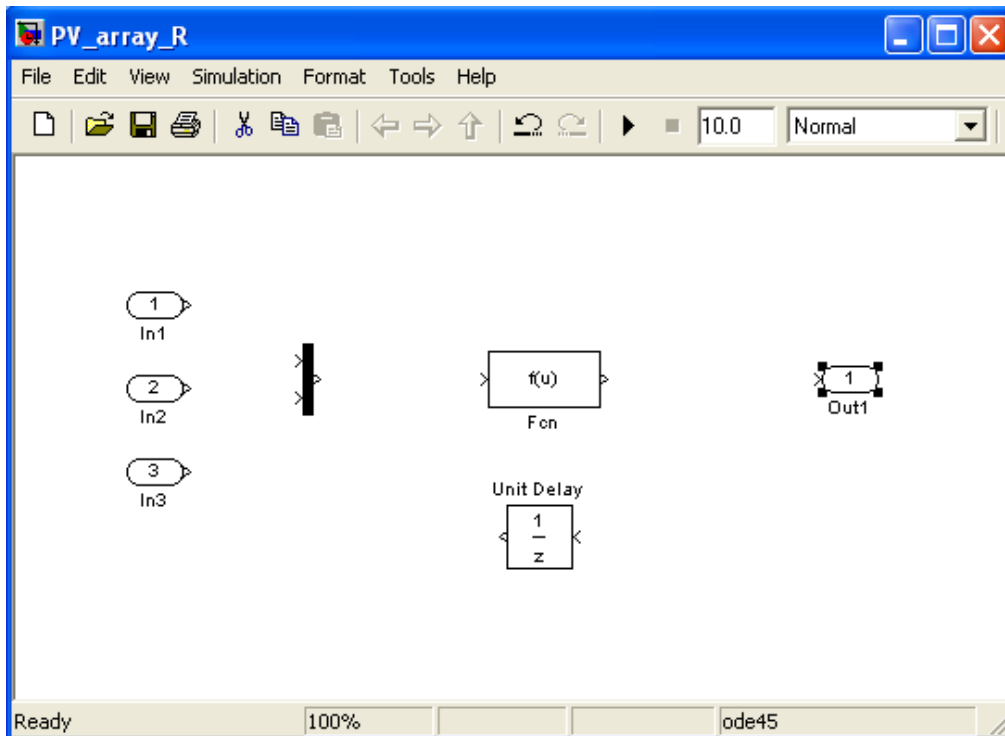 PV_array_R
File Edit View Simulation Format Tools Help
10.0 Normal
1
In1
2
In2
3
In3
f(u)
Fcn
1
Out1
Unit Delay
1
z
Ready 100% ode45